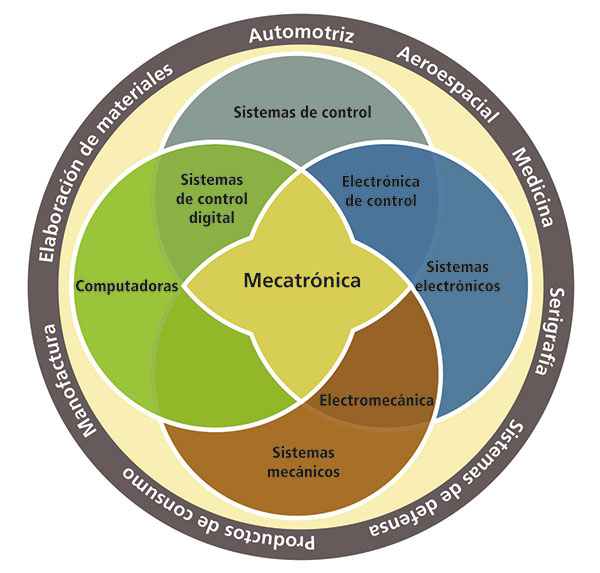 Automotriz
Aeroespacial
Medicina
Serigrafía
Sistemas de defensa
Productos de consumo
Manofactura
Elaboración de materiales
Sistemas de control
Sistemas
de control
digital
Electrónica
de control
Computadoras
Mecatrónica
Sistemas
electrónicos
Electromecánica
Sistemas
mecánicos